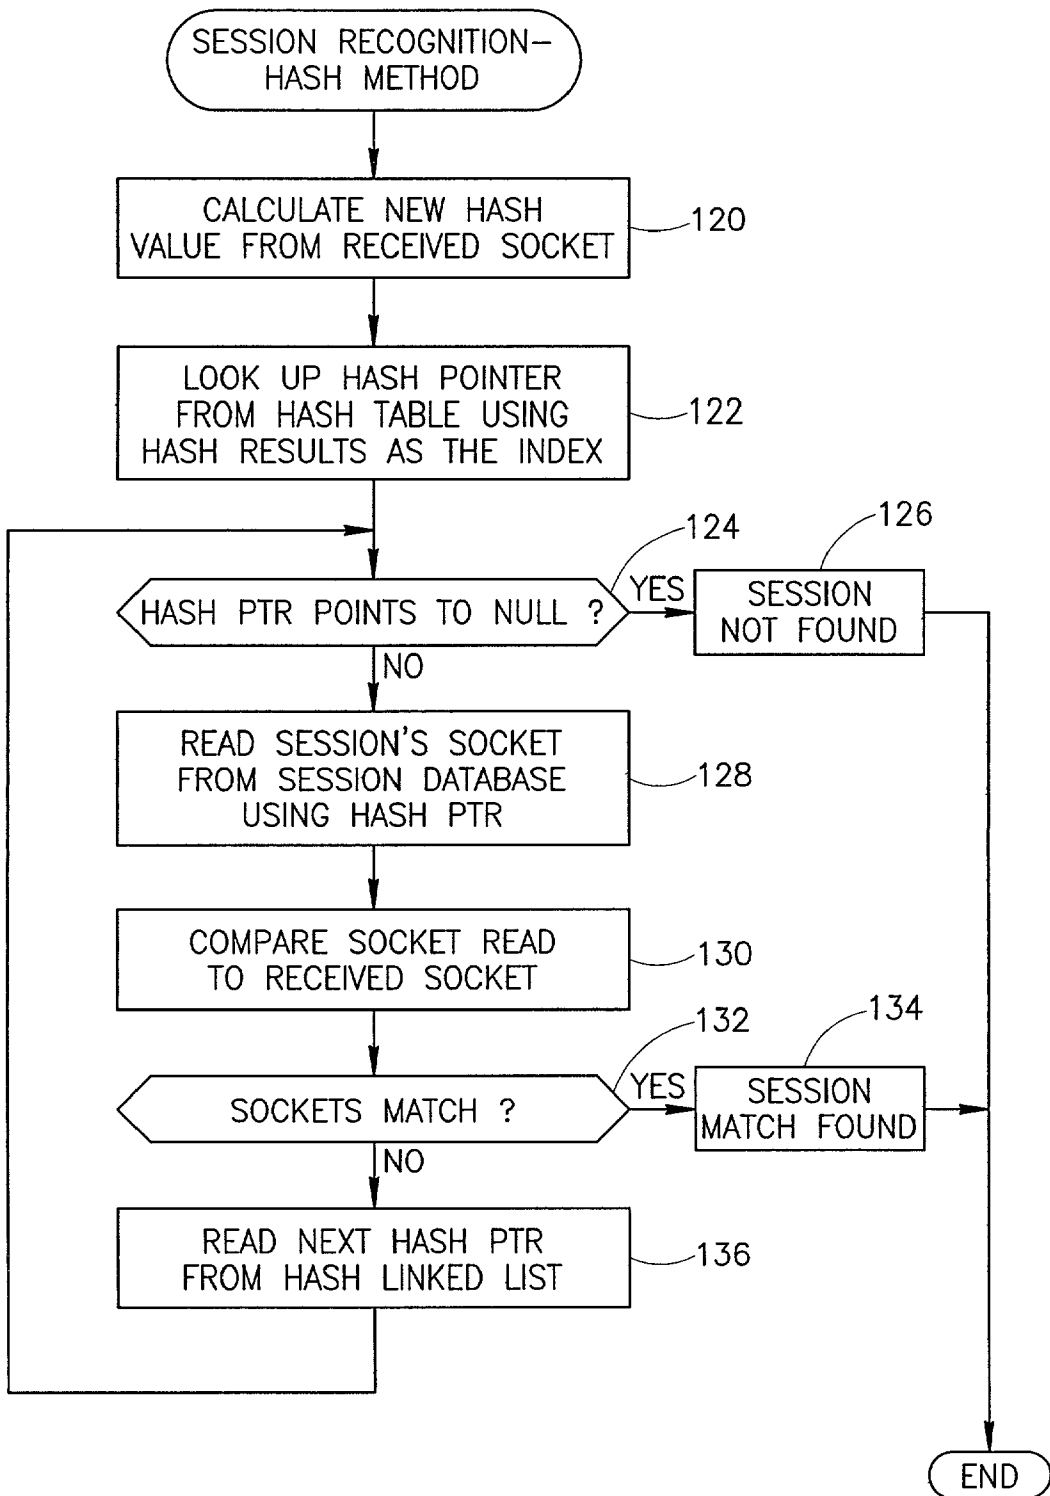 SESSION RECOGNITION–
HASH METHOD
CALCULATE NEW HASH
VALUE FROM RECEIVED SOCKET
120
LOOK UP HASH POINTER
FROM HASH TABLE USING
HASH RESULTS AS THE INDEX
122
124
126
HASH PTR POINTS TO NULL ?
YES
SESSION
NOT FOUND
NO
READ SESSION'S SOCKET
FROM SESSION DATABASE
USING HASH PTR
128
COMPARE SOCKET READ
TO RECEIVED SOCKET
130
132
134
SOCKETS MATCH ?
YES
SESSION
MATCH FOUND
NO
READ NEXT HASH PTR
FROM HASH LINKED LIST
136
END